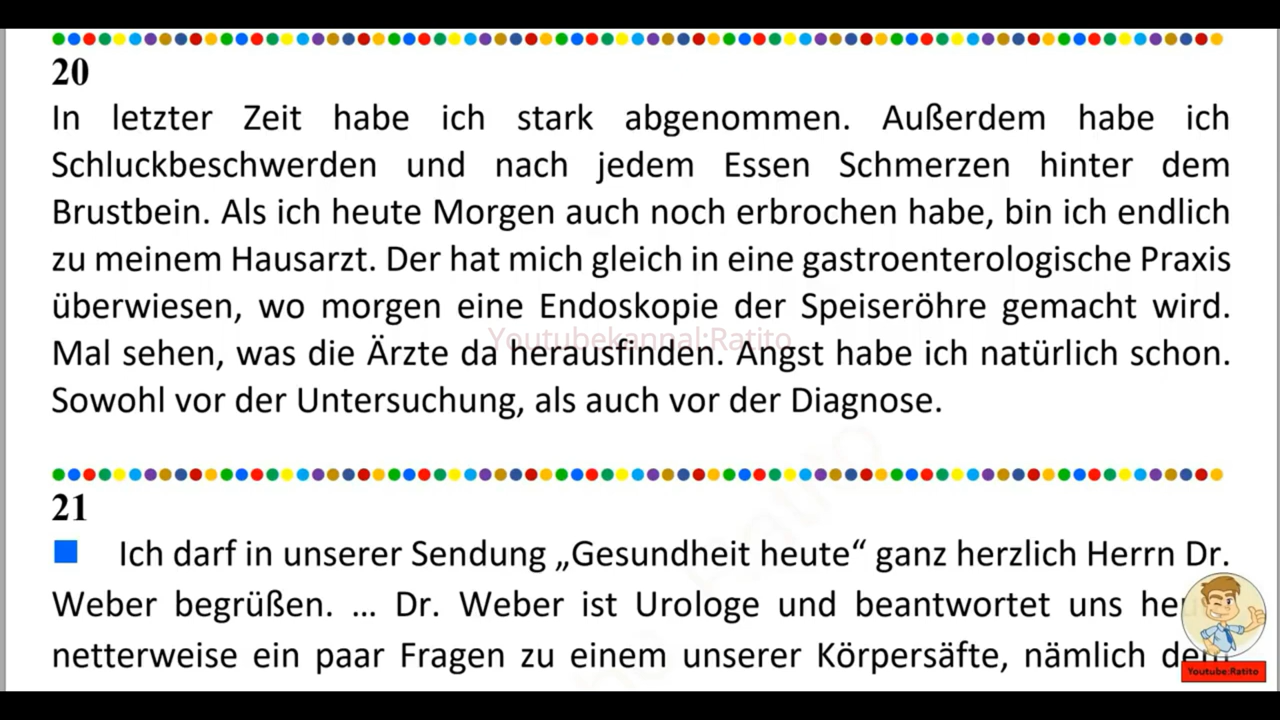 20
In letzter Zeit habe ich stark abgenommen. Außerdem habe ich
Schluckbeschwerden und nach jedem Essen Schmerzen hinter dem
Brustbein. Als ich heute Morgen auch noch erbrochen habe, bin ich endlich
zu meinem Hausarzt. Der hat mich gleich in eine gastroenterologische Praxis
überwiesen, wo morgen eine Endoskopie der Speiseröhre gemacht wird.
Youtubekannal:Ratito
Mal sehen, was die Ärzte da herausfinden. Angst habe ich natürlich schon.
Sowohl vor der Untersuchung, als auch vor der Diagnose.
21
Ich darf in unserer Sendung „Gesundheit heute“ ganz herzlich Herrn Dr.
Weber begrüßen. ... Dr. Weber ist Urologe und beantwortet uns
netterweise ein paar Fragen zu einem unserer Körpersäfte, nämlich
Youtube:Ratito